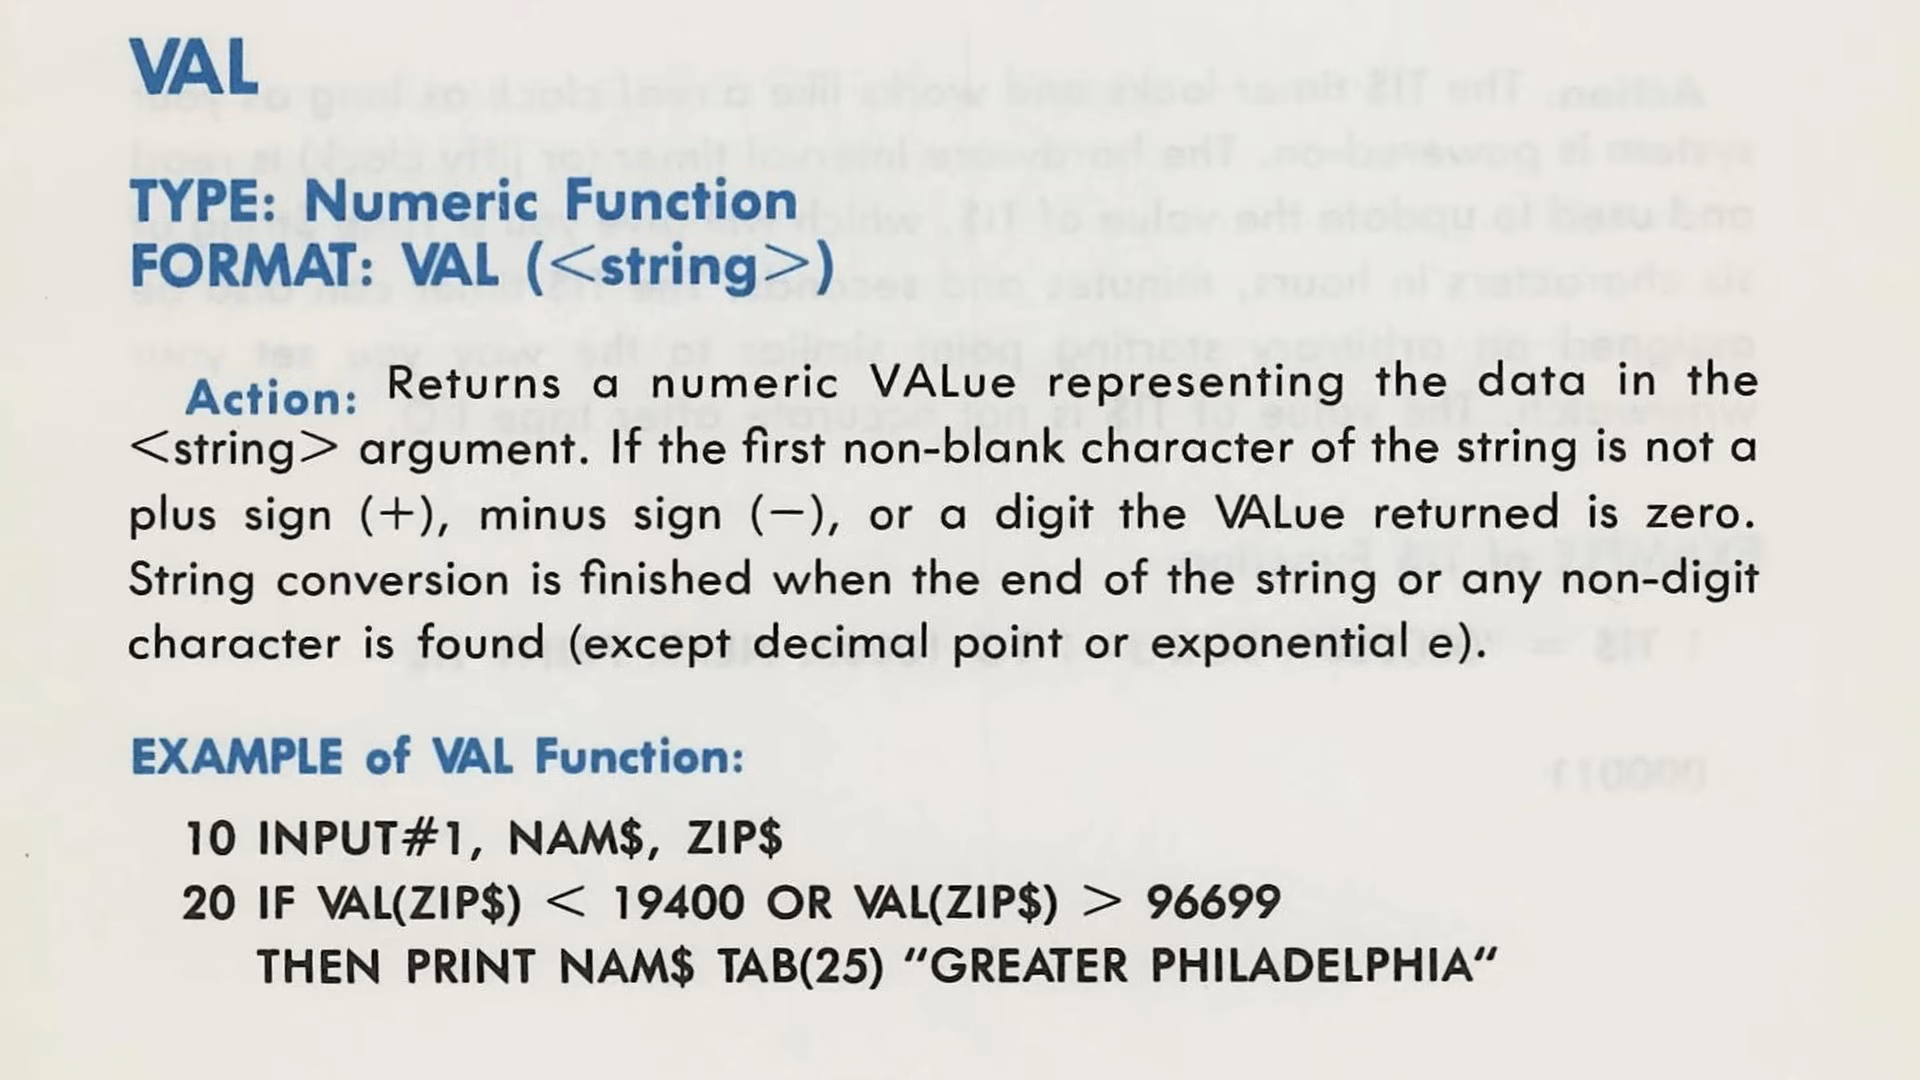 VAL
TYPE: Numeric Function
FORMAT: VAL (<string>)
Action: Returns a numeric VALue representing the data in the
<string> argument. If the first non-blank character of the string is not a
plus sign (+), minus sign (−), or a digit the VALue returned is zero.
String conversion is finished when the end of the string or any non-digit
character is found (except decimal point or exponential e).
EXAMPLE of VAL Function:
10 INPUT#1, NAM$, ZIP$
20 IF VAL(ZIP$) < 19400 OR VAL(ZIP$) > 96699
THEN PRINT NAM$ TAB(25) "GREATER PHILADELPHIA"